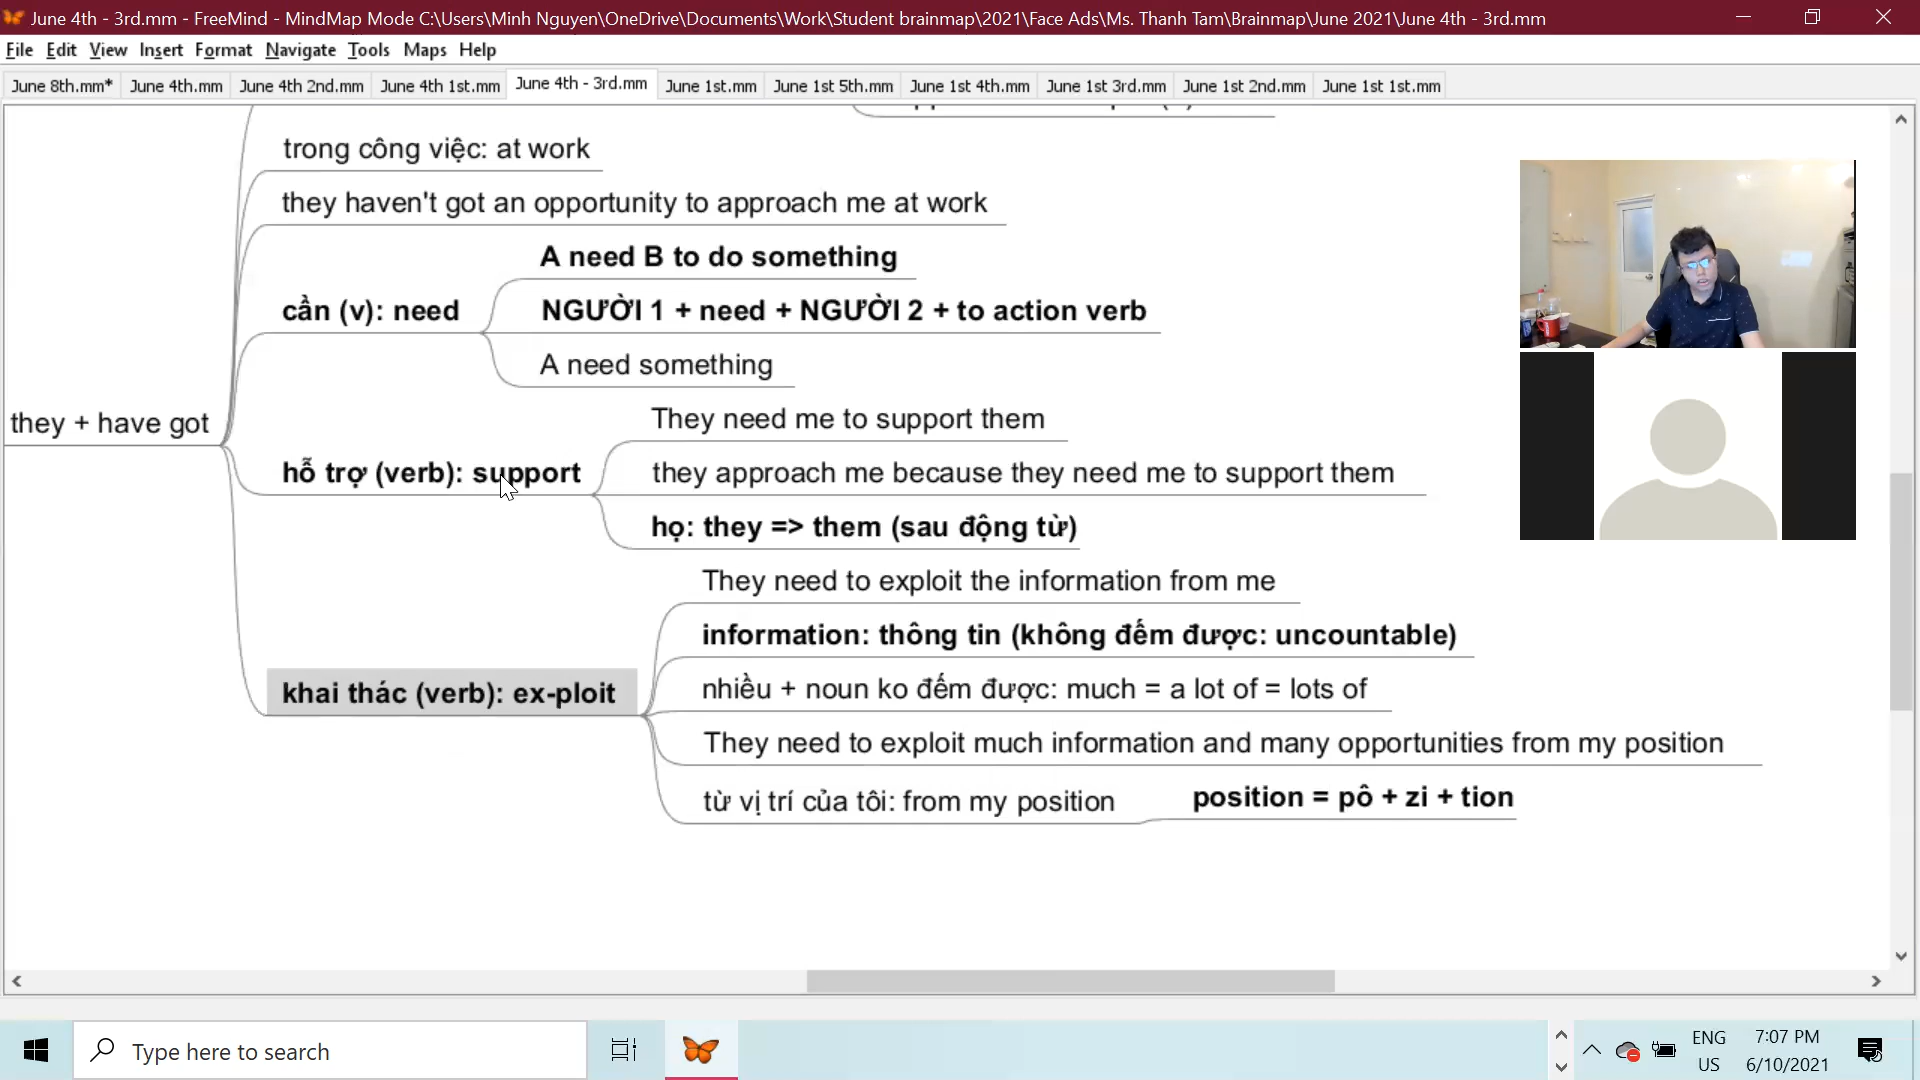 June 4th - 3rd.mm - FreeMind - MindMap Mode C:\Users\Minh Nguyen\OneDrive\Documents\Work\Student brainmap\2021\Face Ads\Ms. Thanh Tam\Brainmap\June 2021\June 4th - 3rd.mm
File Edit View Insert Format Navigate Tools Maps Help
June 8th.mm* June 4th.mm June 4th 2nd.mm June 4th 1st.mm June 4th - 3rd.mm June 1st.mm June 1st 5th.mm June 1st 4th.mm June 1st 3rd.mm June 1st 2nd.mm June 1st 1st.mm
trong công việc: at work
they haven't got an opportunity to approach me at work
A need B to do something
cần (v): need
NGƯỜI 1 + need + NGƯỜI 2 + to action verb
A need something
they + have got
They need me to support them
hỗ trợ (verb): support
they approach me because they need me to support them
họ: they => them (sau động từ)
They need to exploit the information from me
information: thông tin (không đếm được: uncountable)
khai thác (verb): ex-ploit
nhiều + noun ko đếm được: much = a lot of = lots of
They need to exploit much information and many opportunities from my position
từ vị trí của tôi: from my position
position = pô + zi + tion
Type here to search
ENG
US
7:07 PM
6/10/2021